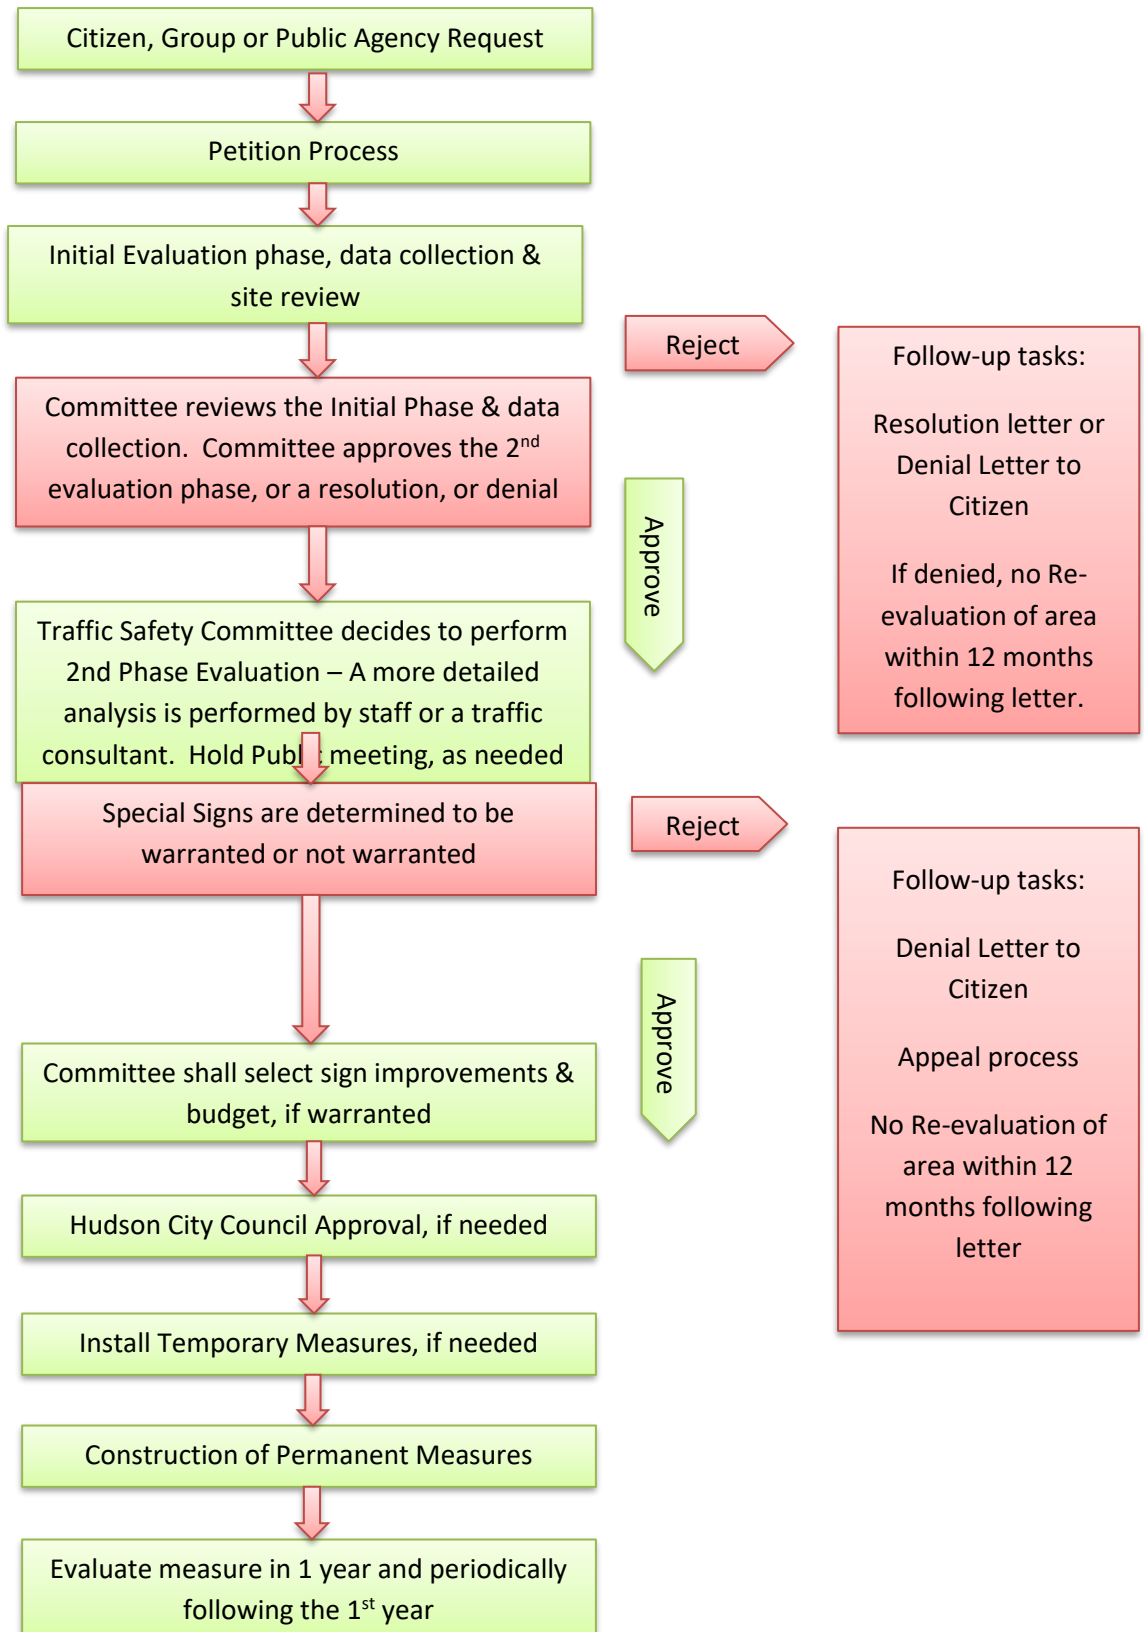 Citizen, Group or Public Agency Request
Petition Process
Initial Evaluation phase, data collection &
site review
Reject
Follow-up tasks:
Resolution letter or
Denial Letter to
Citizen
If denied, no Re-
evaluation of area
within 12 months
following letter.
Committee reviews the Initial Phase & data
collection.  Committee approves the 2nd
evaluation phase, or a resolution, or denial
Approve
Traffic Safety Committee decides to perform
2nd Phase Evaluation – A more detailed
analysis is performed by staff or a traffic
consultant.  Hold Public meeting, as needed
Special Signs are determined to be
warranted or not warranted
Reject
Follow-up tasks:
Denial Letter to
Citizen
Appeal process
No Re-evaluation of
area within 12
months following
letter
Approve
Committee shall select sign improvements &
budget, if warranted
Hudson City Council Approval, if needed
Install Temporary Measures, if needed
Construction of Permanent Measures
Evaluate measure in 1 year and periodically
following the 1st year